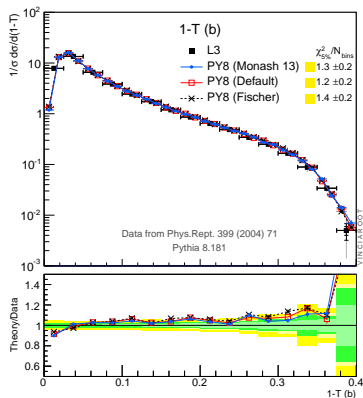 1-T (b)
L3
PY8 (Monash 13)
PY8 (Default)
PY8 (Fischer)
χ²5%/Nbins
1.3 ±0.2
1.2 ±0.2
1.4 ±0.2
1/σ dσ/d(1-T)
10²
10
1
10⁻¹
10⁻²
10⁻³
Data from Phys.Rept. 399 (2004) 71
Pythia 8.181
VINCIAROOT
Theory/Data
1.4
1.2
1
0.8
0.6
0
0.1
0.2
0.3
0.4
1-T (b)